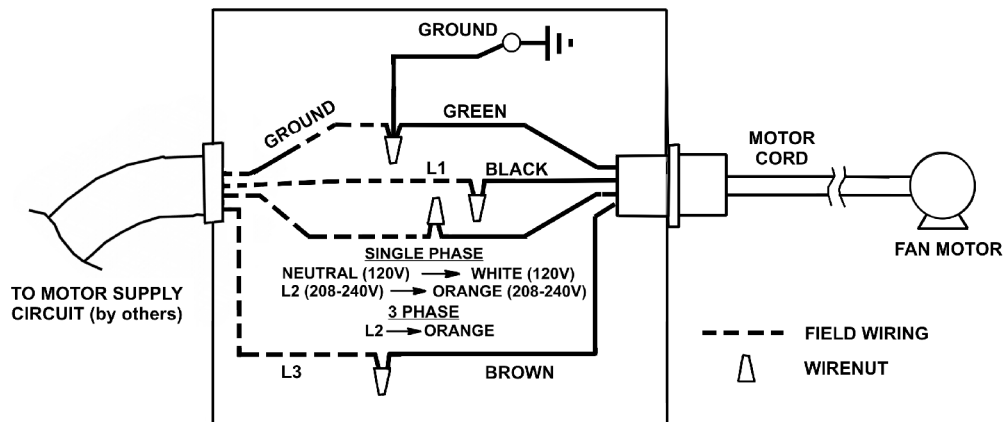 GROUND
GROUND
GREEN
MOTOR
CORD
L1
BLACK
FAN MOTOR
SINGLE PHASE
NEUTRAL (120V) → WHITE (120V)
L2 (208-240V) → ORANGE (208-240V)
3 PHASE
L2 → ORANGE
TO MOTOR SUPPLY
CIRCUIT (by others)
L3
BROWN
FIELD WIRING
WIRENUT